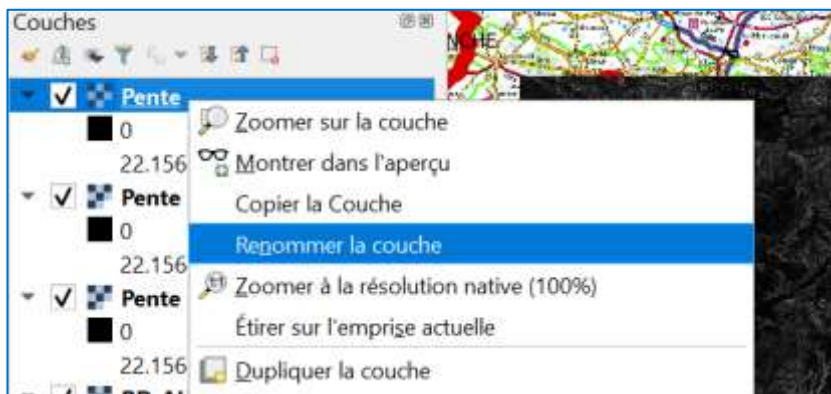 Couches
Pente
0
22.156
Pente
0
22.156
Pente
0
22.156
Zoomer sur la couche
Montrer dans l'aperçu
Copier la Couche
Renommer la couche
Zoomer à la résolution native (100%)
Étirer sur l'emprise actuelle
Dupliquer la couche